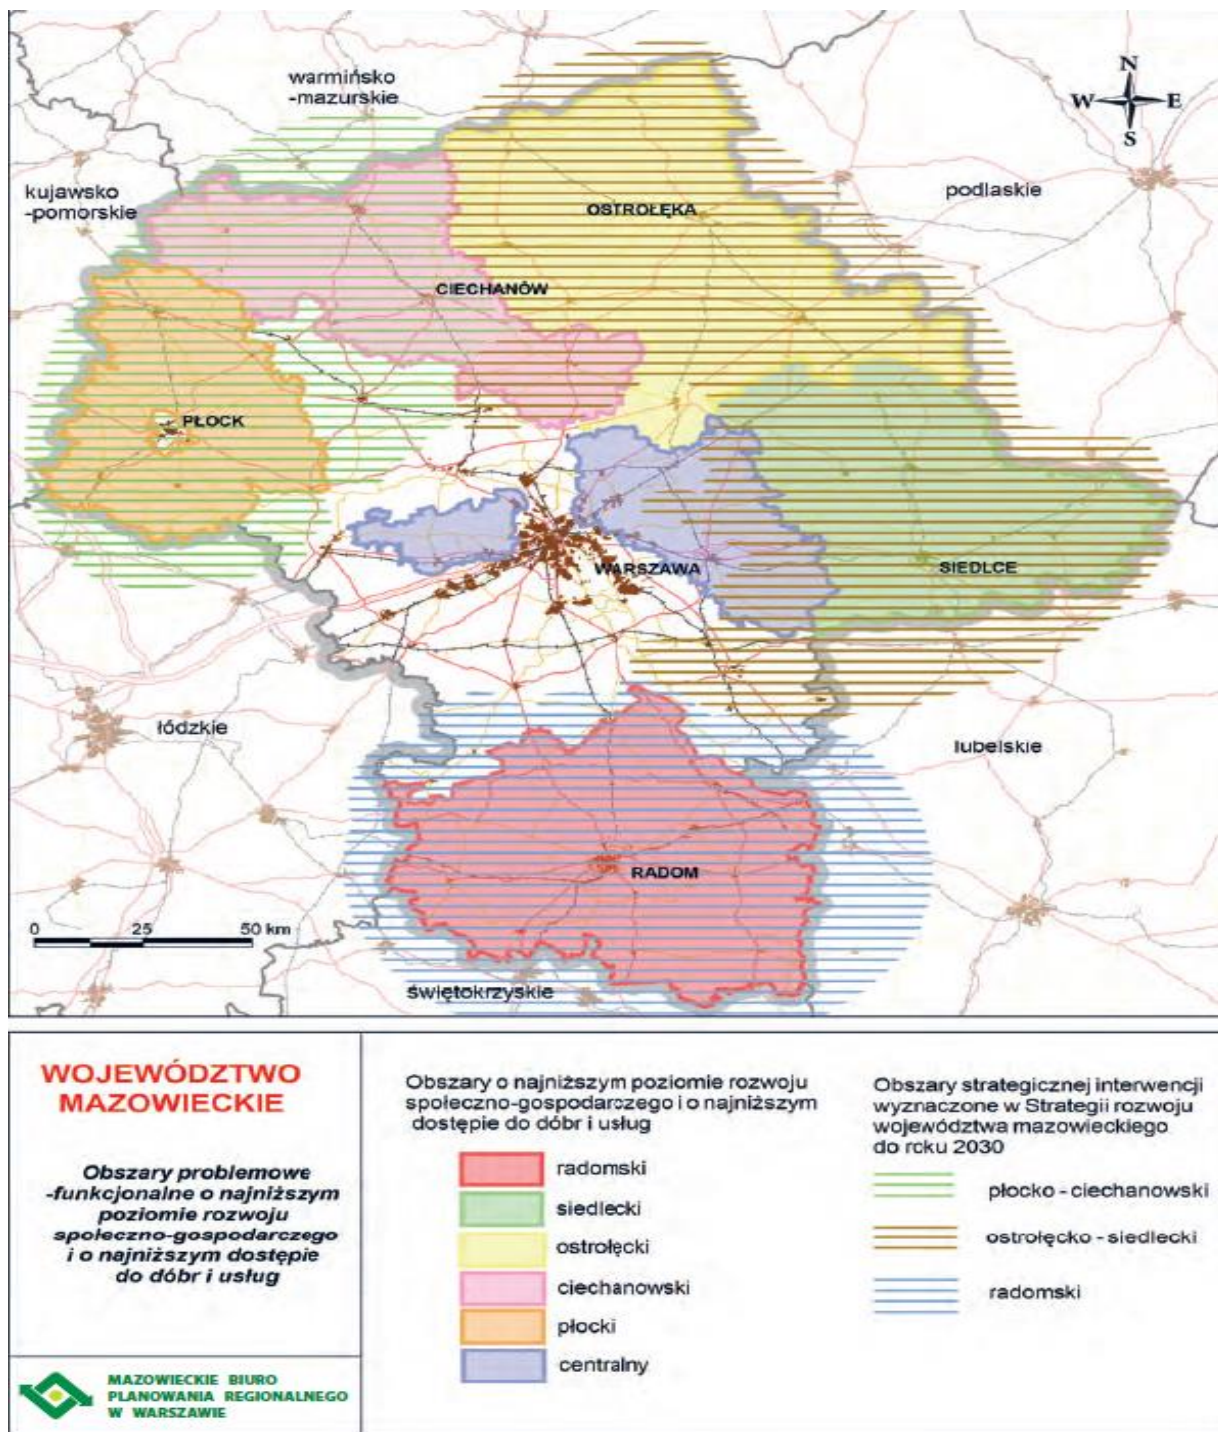 warmińsko
-mazurskie
N
W E
S
kujawsko
-pomorskie
podlaskie
OSTROŁĘKA
CIECHANÓW
PŁOCK
WARSZAWA
SIEDLCE
łódzkie
lubelskie
RADOM
0 25 50 km
świętokrzyskie
WOJEWÓDZTWO
MAZOWIECKIE
Obszary problemowe
-funkcjonalne o najniższym
poziomie rozwoju
społeczno-gospodarczego
i o najniższym dostępie
do dóbr i usług
MAZOWIECKIE BIURO
PLANOWANIA REGIONALNEGO
W WARSZAWIE
Obszary o najniższym poziomie rozwoju
społeczno-gospodarczego i o najniższym
dostępie do dóbr i usług
radomski
siedlecki
ostrołęcki
ciechanowski
płocki
centralny
Obszary strategicznej interwencji
wyznaczone w Strategii rozwoju
województwa mazowieckiego
do roku 2030
płocko - ciechanowski
ostrołęcko - siedlecki
radomski